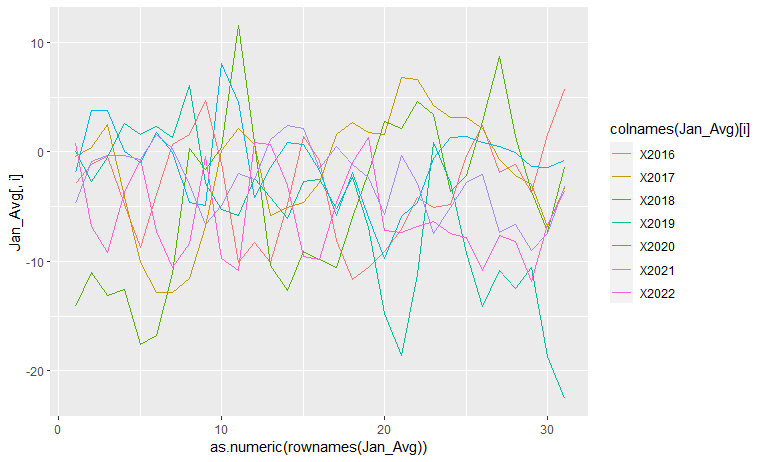 10
0
-10
-20
Jan_Avg[, i]
0
10
20
30
as.numeric(rownames(Jan_Avg))
colnames(Jan_Avg)[i]
X2016
X2017
X2018
X2019
X2020
X2021
X2022